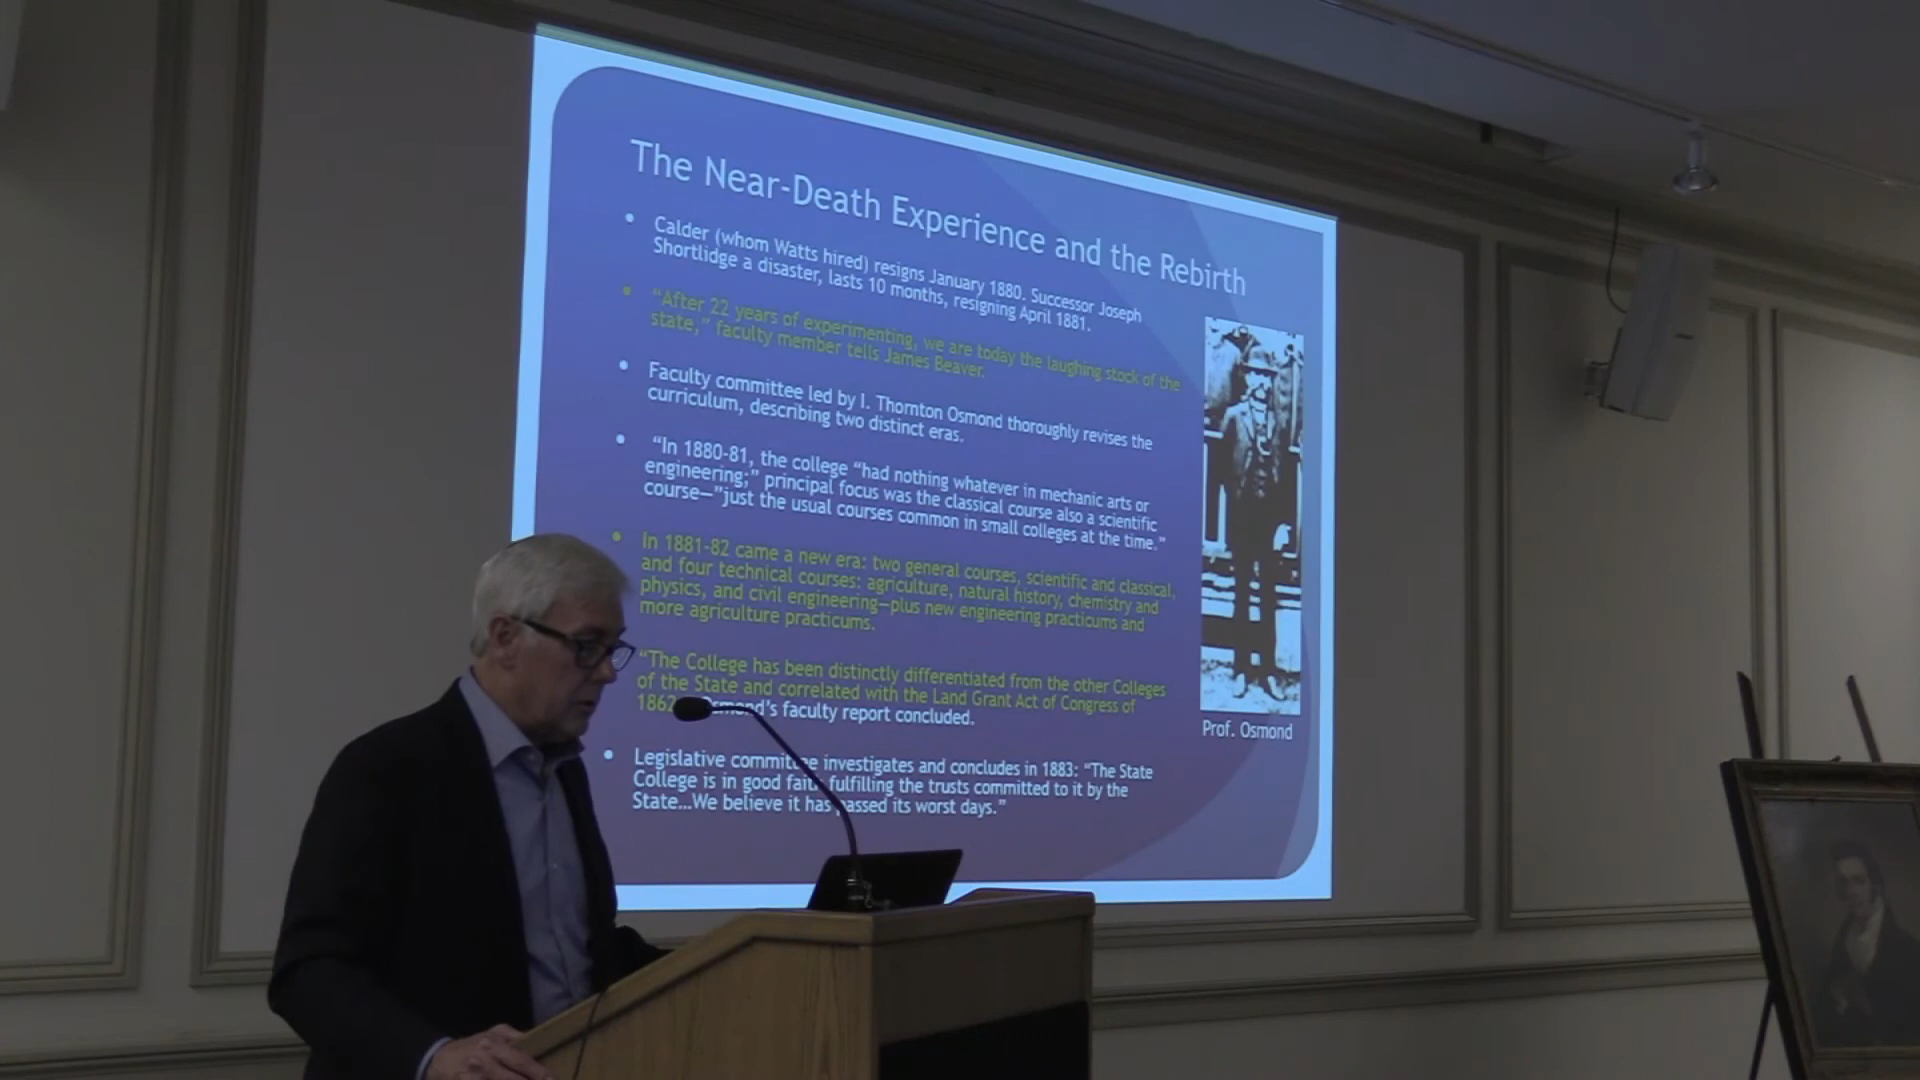 The Near-Death Experience and the Rebirth
• Calder (whom Watts hired) resigns January 1880. Successor Joseph
Shortlidge a disaster, lasts 10 months, resigning April 1881.
• “After 22 years of experimenting, we are today the laughing stock of the
state,” faculty member tells James Beaver.
• Faculty committee led by I. Thornton Osmond thoroughly revises the
curriculum, describing two distinct eras.
• “In 1880-81, the college “had nothing whatever in mechanic arts or
engineering;” principal focus was the classical course also a scientific
course—”just the usual courses common in small colleges at the time.”
• In 1881-82 came a new era: two general courses, scientific and classical,
and four technical courses: agriculture, natural history, chemistry and
physics, and civil engineering—plus new engineering practicums and
more agriculture practicums.
“The College has been distinctly differentiated from the other Colleges
of the State and correlated with the Land Grant Act of Congress of
1862 Osmond’s faculty report concluded.
• Legislative committee investigates and concludes in 1883: “The State
College is in good faith fulfilling the trusts committed to it by the
State…We believe it has passed its worst days.”
Prof. Osmond